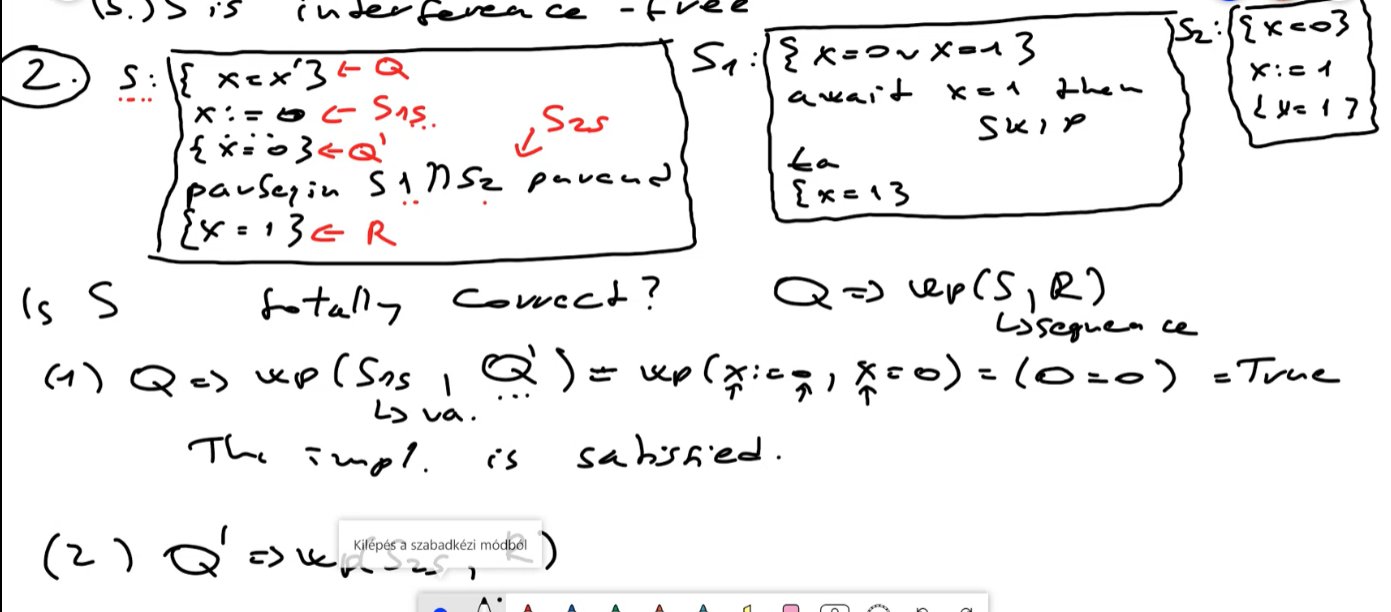 (5.) S is interference-free
2.) S: { x=x' } ← Q
x:=0 ← S1S.
{ x=0 } ← Q'
S2S
parbegin S1 || S2 parend
{x=1} ← R
S1: { x=0 ∨ x=1 }
await x=1 then
skip
ta
{x=1}
S2: { x=0 }
x:=1
{ x=1 }
Is S totally correct? Q => wp(S, R)
↳ sequence
(1) Q => wp(S1S, Q') = wp(x:=0, x=0) = (0=0) = True
↳ va.
The impl. is satisfied.
(2) Q' => wp(S2S, R)
Kilépés a szabadkézi módból